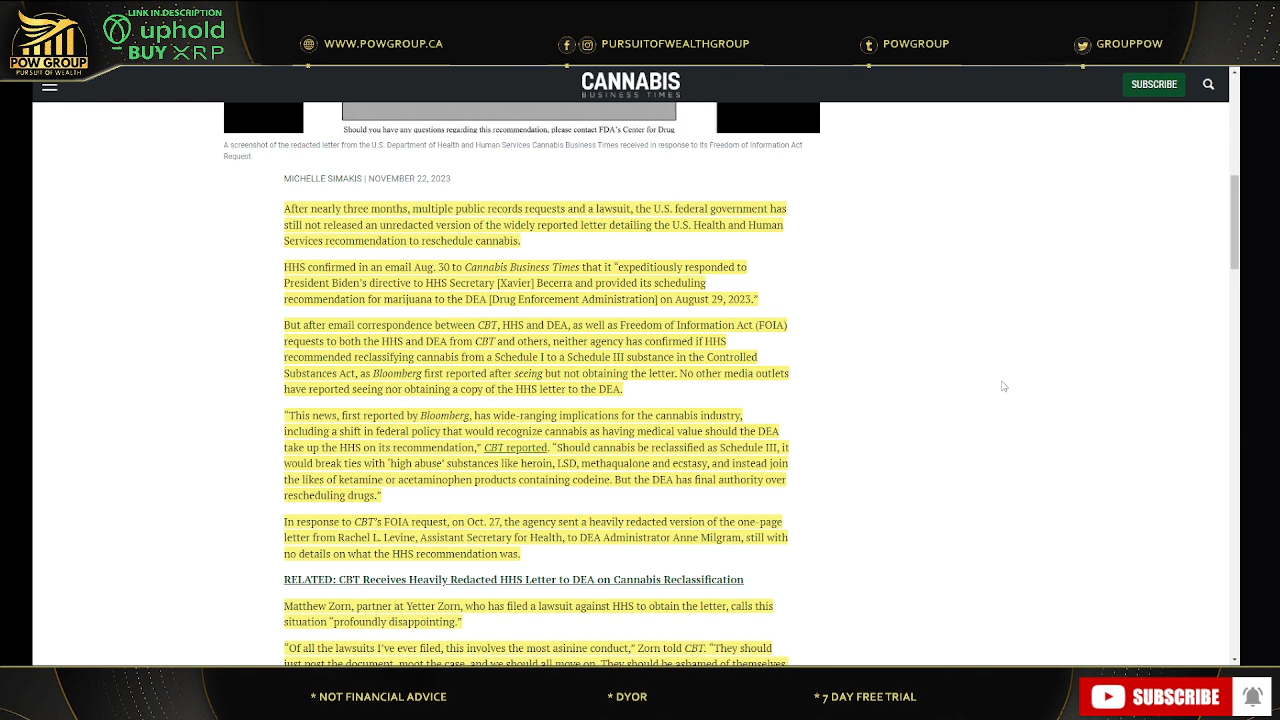 LINK IN DESCRIPTION
uphold
BUY XRP
POW GROUP
PURSUIT OF WEALTH
WWW.POWGROUP.CA
PURSUITOFWEALTHGROUP
POWGROUP
GROUPPOW
CANNABIS
BUSINESS TIMES
SUBSCRIBE
Should you have any questions regarding this recommendation, please contact FDA's Center for Drug
A screenshot of the redacted letter from the U.S. Department of Health and Human Services Cannabis Business Times received in response to its Freedom of Information Act
Request.
MICHELLE SIMAKIS | NOVEMBER 22, 2023
After nearly three months, multiple public records requests and a lawsuit, the U.S. federal government has
still not released an unredacted version of the widely reported letter detailing the U.S. Health and Human
Services recommendation to reschedule cannabis.
HHS confirmed in an email Aug. 30 to Cannabis Business Times that it “expeditiously responded to
President Biden’s directive to HHS Secretary [Xavier] Becerra and provided its scheduling
recommendation for marijuana to the DEA [Drug Enforcement Administration] on August 29, 2023.”
But after email correspondence between CBT, HHS and DEA, as well as Freedom of Information Act (FOIA)
requests to both the HHS and DEA from CBT and others, neither agency has confirmed if HHS
recommended reclassifying cannabis from a Schedule I to a Schedule III substance in the Controlled
Substances Act, as Bloomberg first reported after seeing but not obtaining the letter. No other media outlets
have reported seeing nor obtaining a copy of the HHS letter to the DEA.
“This news, first reported by Bloomberg, has wide-ranging implications for the cannabis industry,
including a shift in federal policy that would recognize cannabis as having medical value should the DEA
take up the HHS on its recommendation,” CBT reported. “Should cannabis be reclassified as Schedule III, it
would break ties with ‘high abuse’ substances like heroin, LSD, methaqualone and ecstasy, and instead join
the likes of ketamine or acetaminophen products containing codeine. But the DEA has final authority over
rescheduling drugs.”
In response to CBT’s FOIA request, on Oct. 27, the agency sent a heavily redacted version of the one-page
letter from Rachel L. Levine, Assistant Secretary for Health, to DEA Administrator Anne Milgram, still with
no details on what the HHS recommendation was.
RELATED: CBT Receives Heavily Redacted HHS Letter to DEA on Cannabis Reclassification
Matthew Zorn, partner at Yetter Zorn, who has filed a lawsuit against HHS to obtain the letter, calls this
situation “profoundly disappointing.”
“Of all the lawsuits I’ve ever filed, this involves the most asinine conduct,” Zorn told CBT. “They should
just post the document, moot the case, and we should all move on. They should be ashamed of themselves
* NOT FINANCIAL ADVICE
* DYOR
* 7 DAY FREE TRIAL
SUBSCRIBE